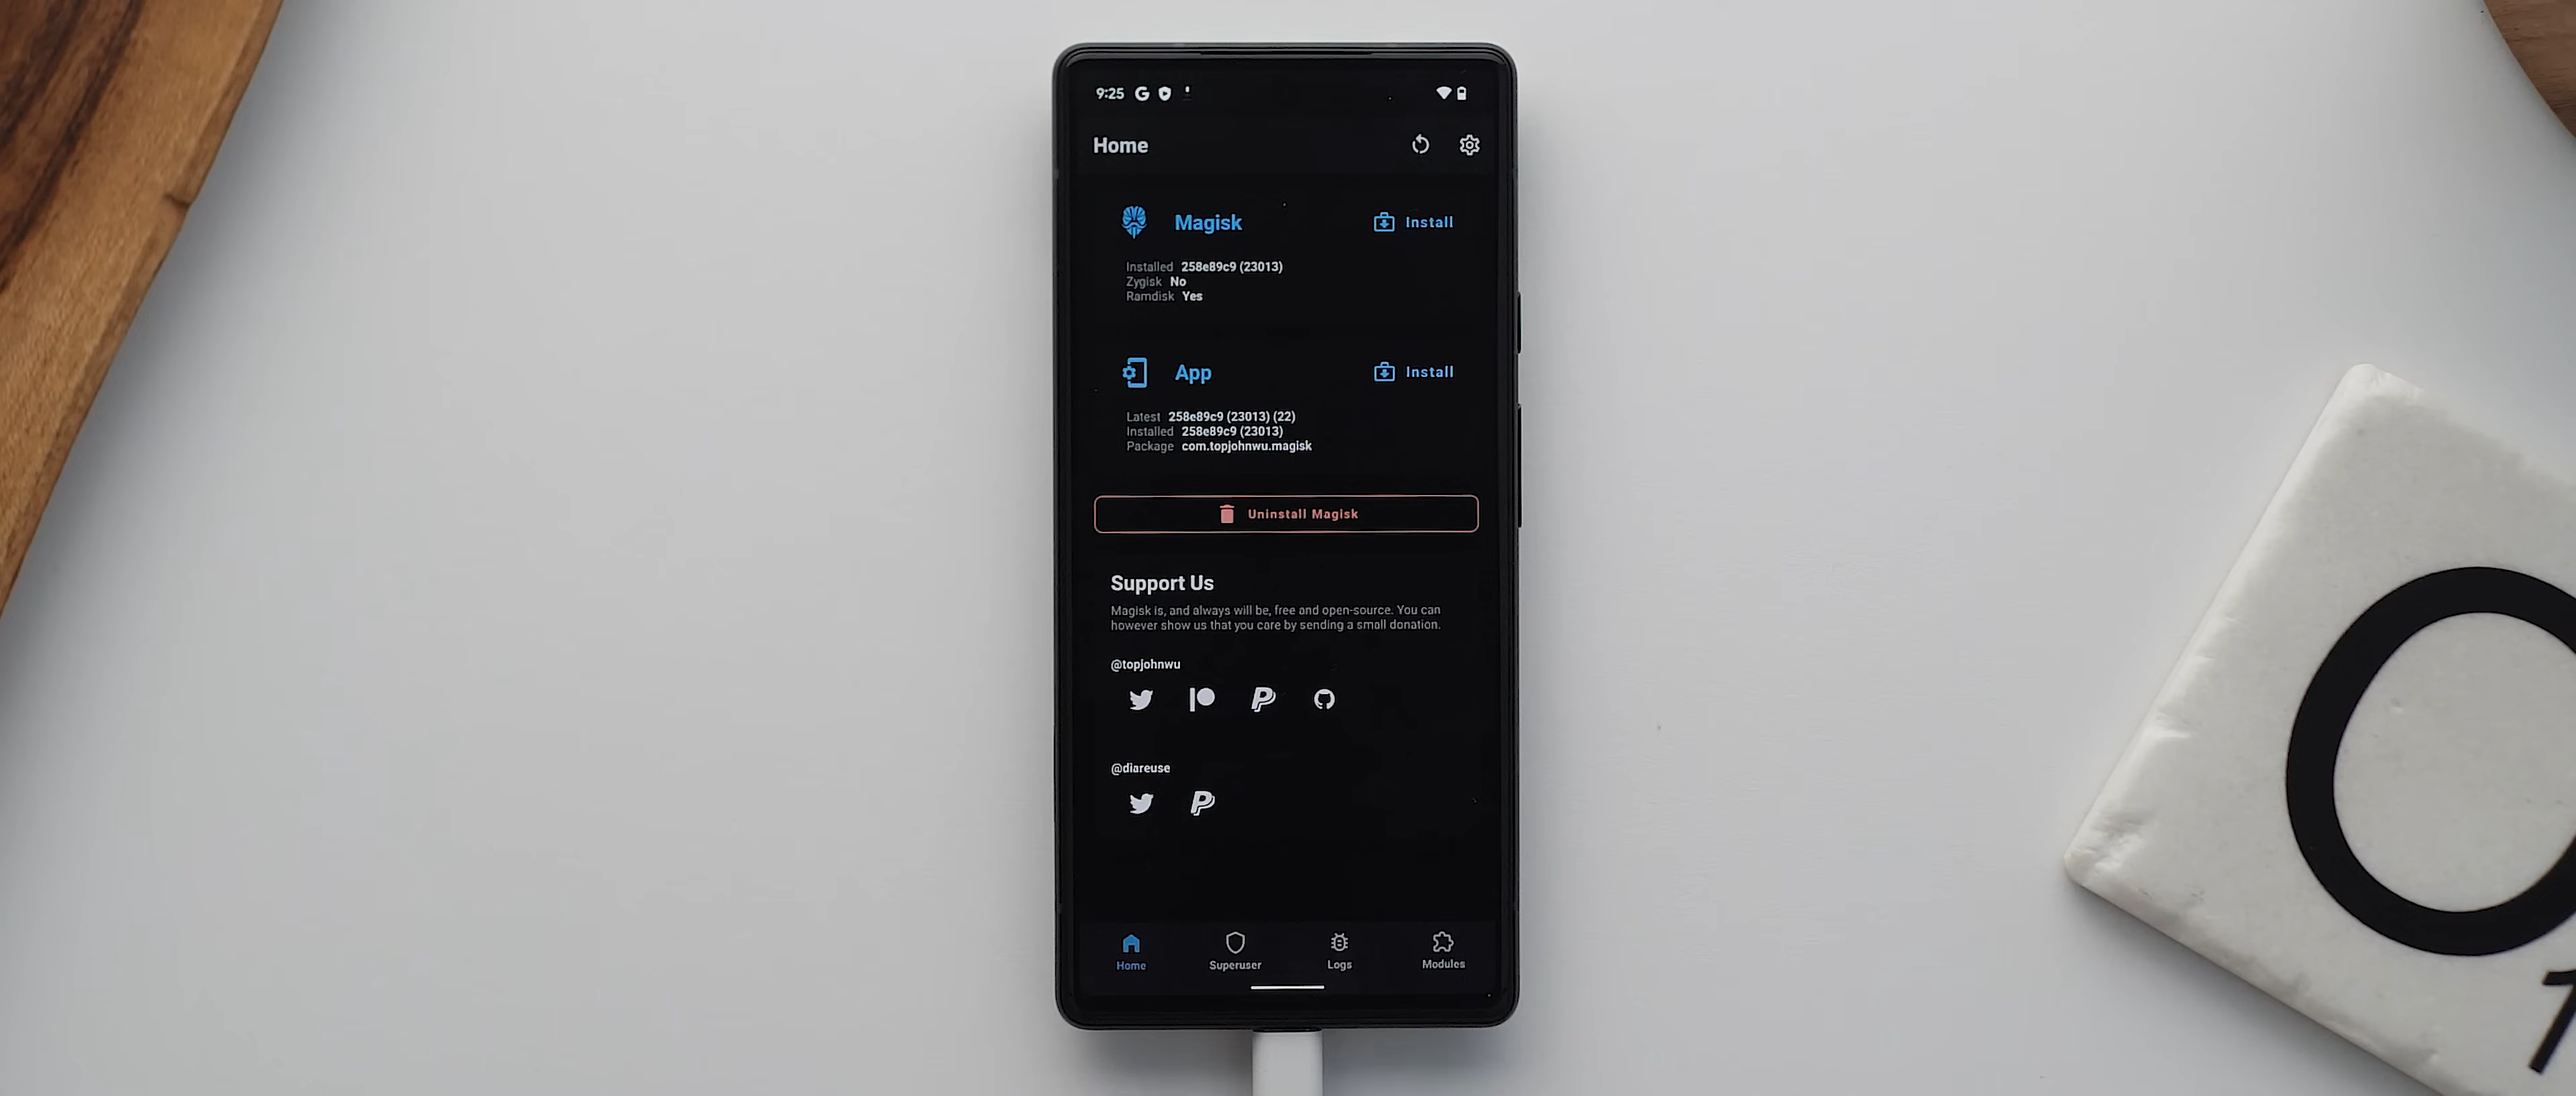 9:25
Home
Magisk
Install
Installed 258e89c9 (23013)
Zygisk No
Ramdisk Yes
App
Install
Latest 258e89c9 (23013) (22)
Installed 258e89c9 (23013)
Package com.topjohnwu.magisk
Uninstall Magisk
Support Us
Magisk is, and always will be, free and open-source. You can
however show us that you care by sending a small donation.
@topjohnwu
@diareuse
Home
Superuser
Logs
Modules